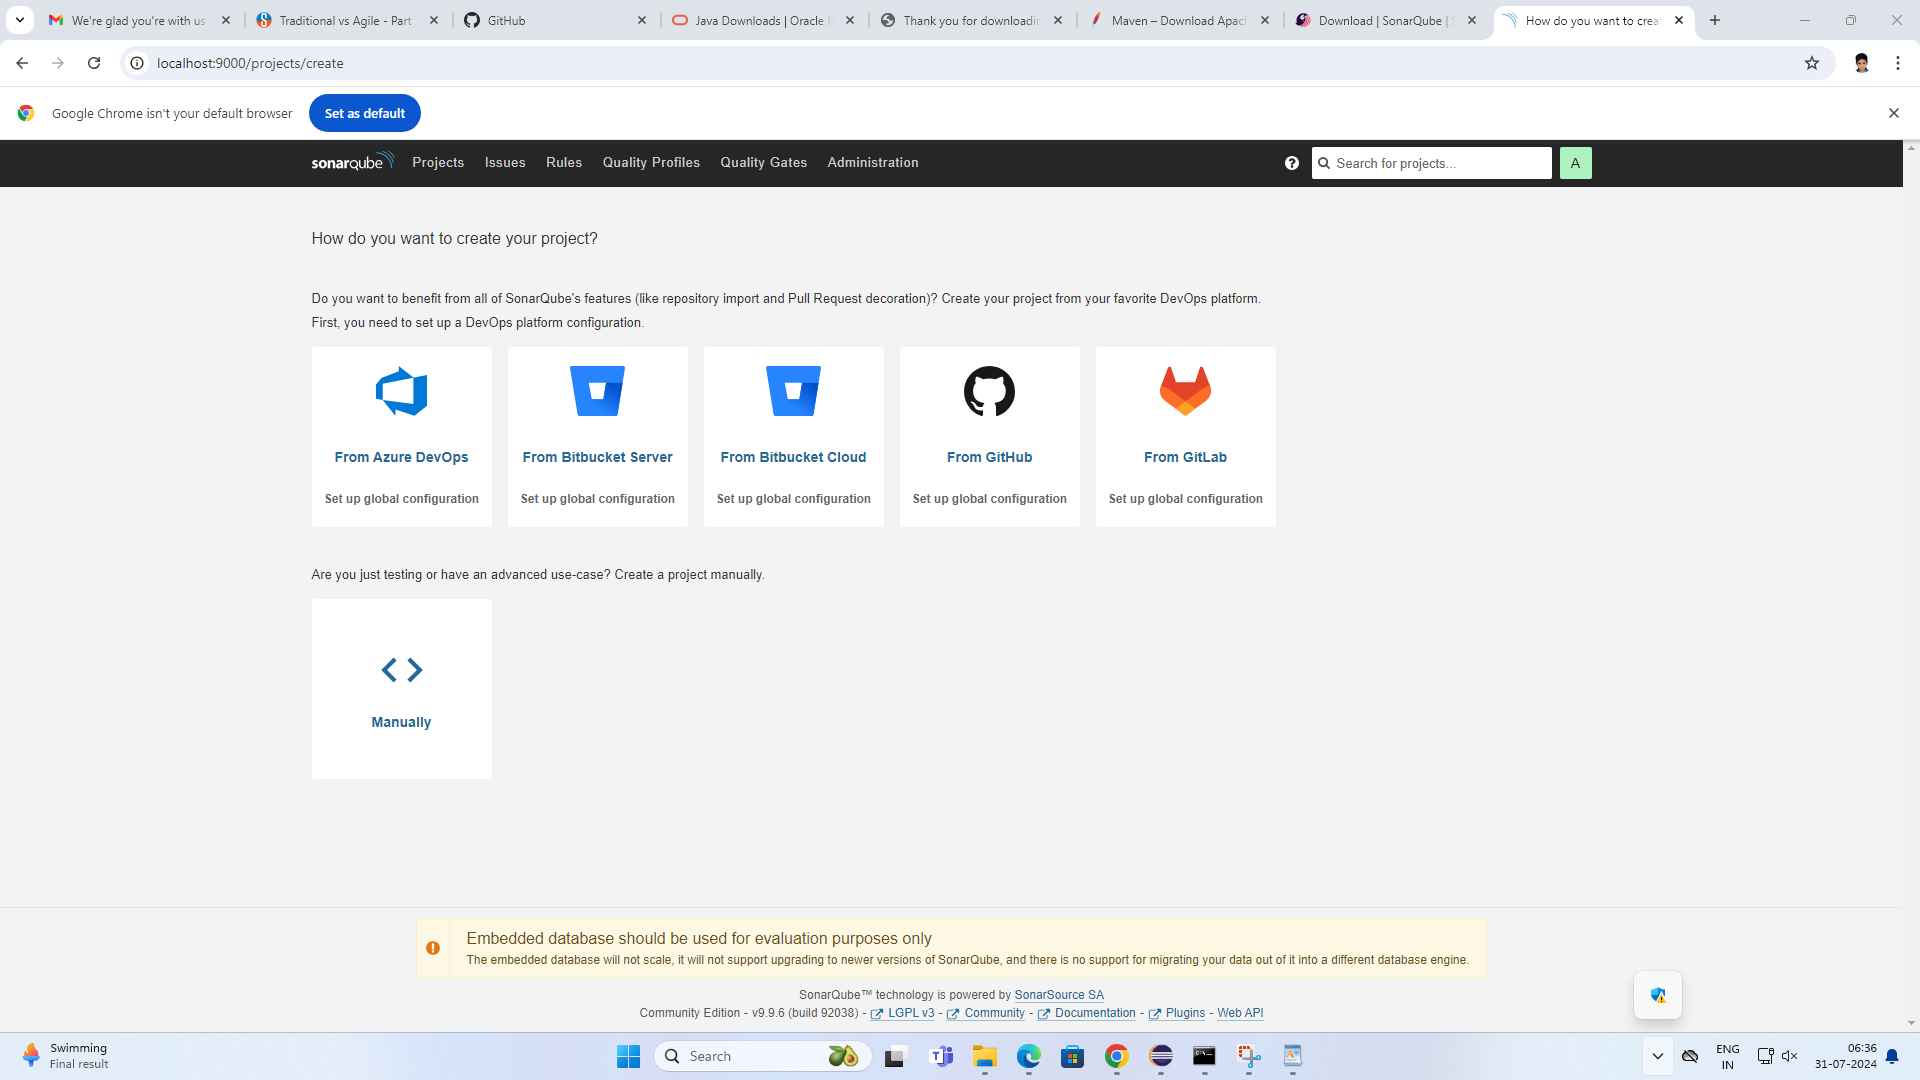 We're glad you're with us
Traditional vs Agile - Part
GitHub
Java Downloads | Oracle
Thank you for downloadin
Maven – Download Apac
Download | SonarQube |
How do you want to crea
localhost:9000/projects/create
Google Chrome isn't your default browser
Set as default
sonarqube
Projects
Issues
Rules
Quality Profiles
Quality Gates
Administration
Search for projects...
A
How do you want to create your project?
Do you want to benefit from all of SonarQube's features (like repository import and Pull Request decoration)? Create your project from your favorite DevOps platform.
First, you need to set up a DevOps platform configuration.
From Azure DevOps
From Bitbucket Server
From Bitbucket Cloud
From GitHub
From GitLab
Set up global configuration
Set up global configuration
Set up global configuration
Set up global configuration
Set up global configuration
Are you just testing or have an advanced use-case? Create a project manually.
Manually
Embedded database should be used for evaluation purposes only
The embedded database will not scale, it will not support upgrading to newer versions of SonarQube, and there is no support for migrating your data out of it into a different database engine.
SonarQube™ technology is powered by SonarSource SA
Community Edition - v9.9.6 (build 92038) - LGPL v3 - Community - Documentation - Plugins - Web API
Swimming
Final result
Search
ENG
IN
06:36
31-07-2024